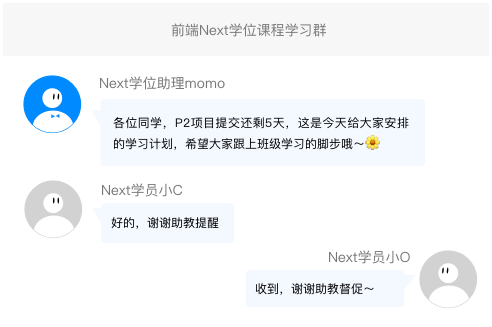 前端Next学位课程学习群
Next学位助理momo
各位同学，P2项目提交还剩5天，这是今天给大家安排
的学习计划，希望大家跟上班级学习的脚步哦～🌼
Next学员小C
好的，谢谢助教提醒
Next学员小O
收到，谢谢助教督促～